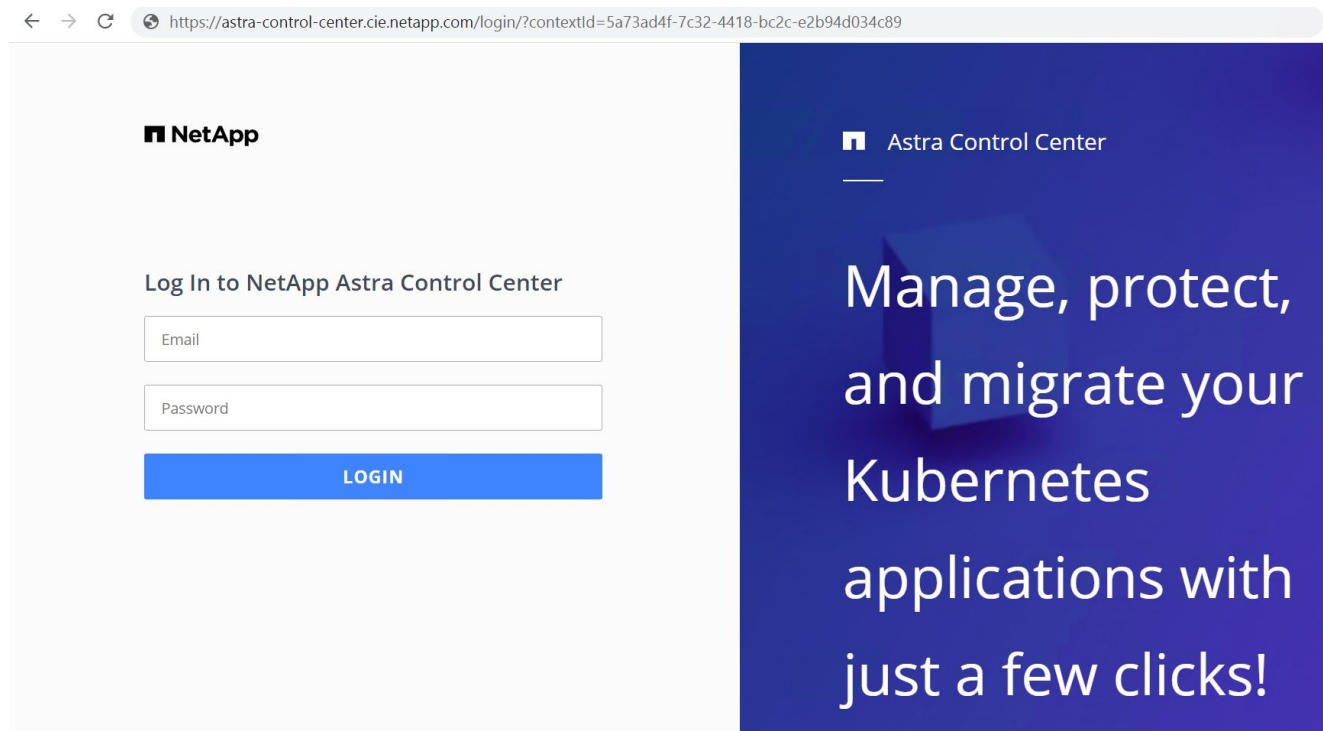 https://astra-control-center.cie.netapp.com/login/?contextId=5a73ad4f-7c32-4418-bc2c-e2b94d034c89
NetApp
Log In to NetApp Astra Control Center
Email
Password
LOGIN
Astra Control Center
Manage, protect,
and migrate your
Kubernetes
applications with
just a few clicks!